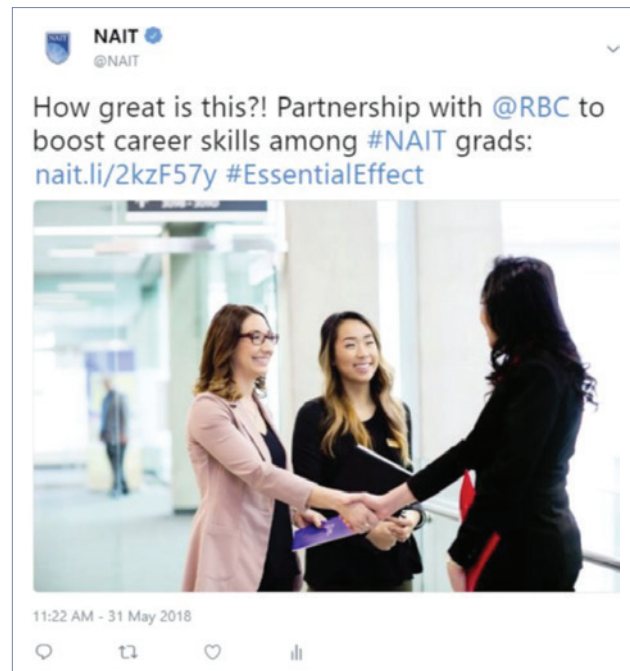 NAIT
@NAIT
How great is this?! Partnership with @RBC to
boost career skills among #NAIT grads:
nait.li/2kzF57y #EssentialEffect
11:22 AM - 31 May 2018